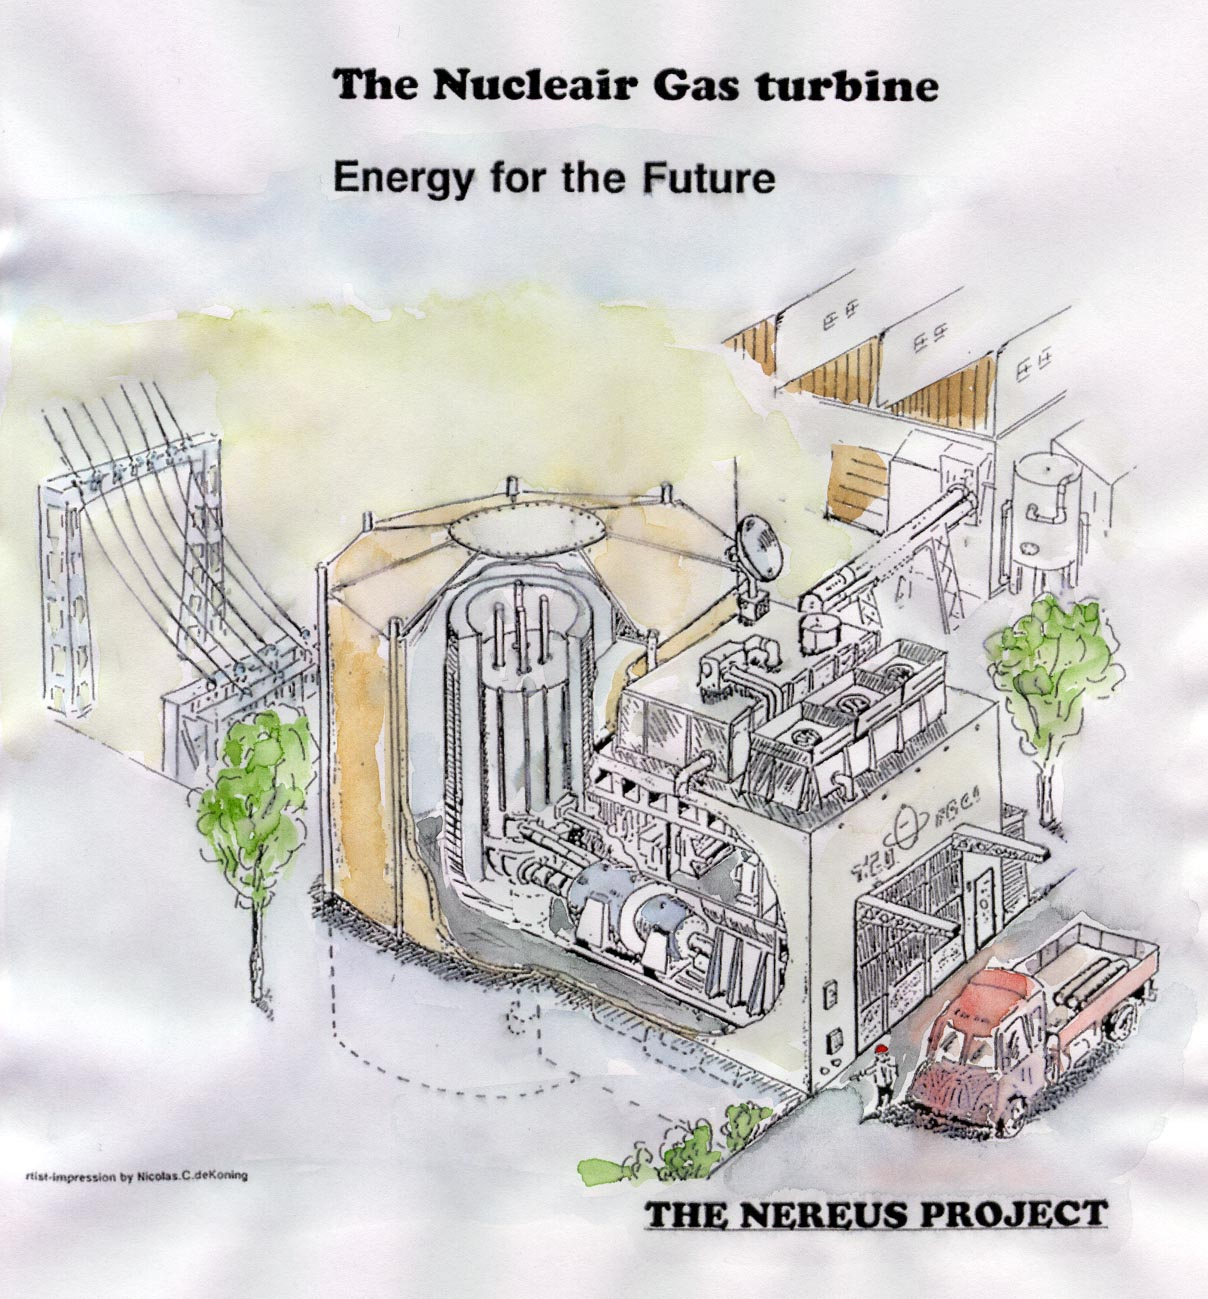 The Nucleair Gas turbine
Energy for the Future
rtist-impression by Nicolas.C.deKoning
THE NEREUS PROJECT